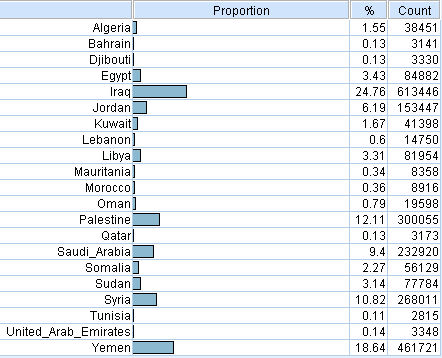 Proportion % Count
Algeria 1.55 38451
Bahrain 0.13 3141
Djibouti 0.13 3330
Egypt 3.43 84882
Iraq 24.76 613446
Jordan 6.19 153447
Kuwait 1.67 41398
Lebanon 0.6 14750
Libya 3.31 81954
Mauritania 0.34 8358
Morocco 0.36 8916
Oman 0.79 19598
Palestine 12.11 300055
Qatar 0.13 3173
Saudi_Arabia 9.4 232920
Somalia 2.27 56129
Sudan 3.14 77784
Syria 10.82 268011
Tunisia 0.11 2815
United_Arab_Emirates 0.14 3348
Yemen 18.64 461721